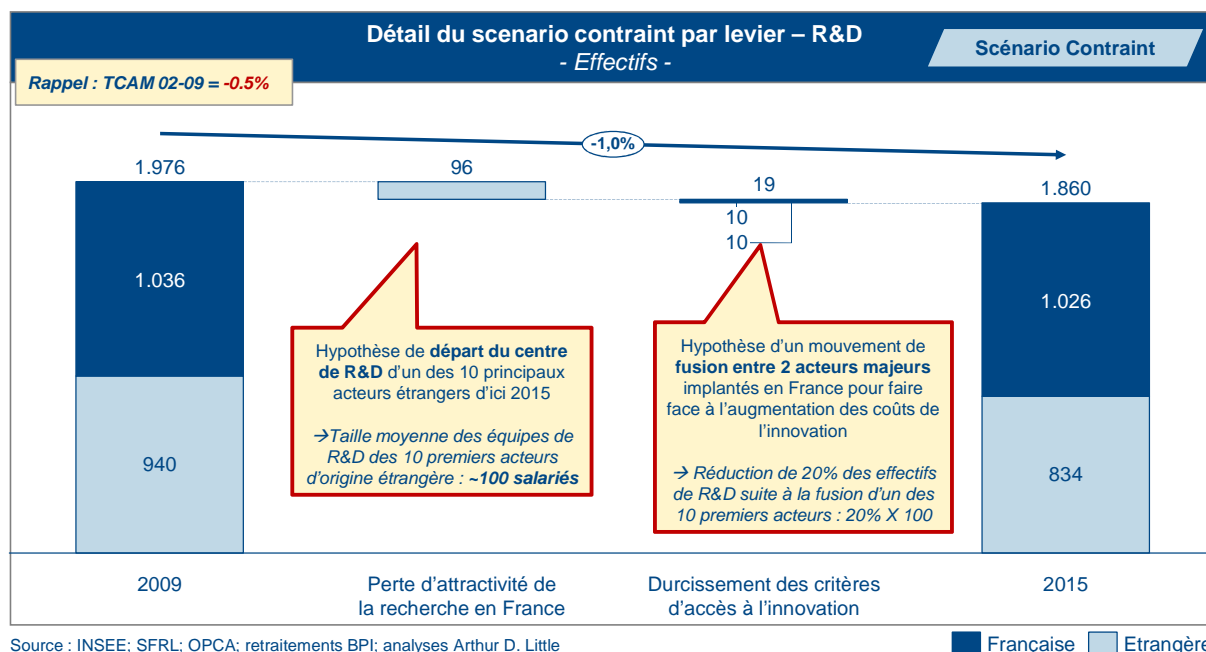 Détail du scenario contraint par levier – R&D
- Effectifs -
Scénario Contraint
Rappel : TCAM 02-09 = -0.5%
-1,0%
1.976
96
19
1.860
10
10
1.036
1.026
940
834
Hypothèse de départ du centre
de R&D d’un des 10 principaux
acteurs étrangers d’ici 2015
→Taille moyenne des équipes de
R&D des 10 premiers acteurs
d’origine étrangère : ~100 salariés
Hypothèse d’un mouvement de
fusion entre 2 acteurs majeurs
implantés en France pour faire
face à l’augmentation des coûts de
l’innovation
→ Réduction de 20% des effectifs
de R&D suite à la fusion d’un des
10 premiers acteurs : 20% X 100
2009
Perte d’attractivité de
la recherche en France
Durcissement des critères
d’accès à l’innovation
2015
Source : INSEE; SFRL; OPCA; retraitements BPI; analyses Arthur D. Little
Française
Etrangère